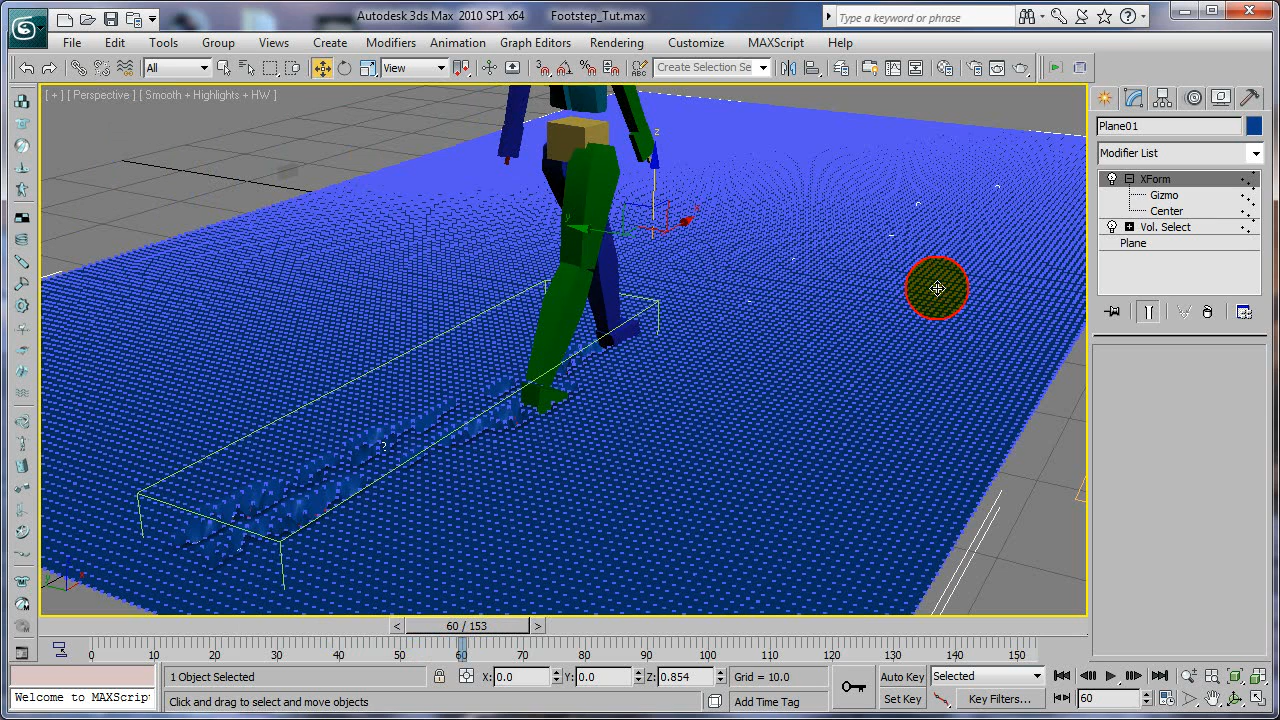 Autodesk 3ds Max 2010 SP1 x64 Footstep_Tut.max
Type a keyword or phrase
File Edit Tools Group Views Create Modifiers Animation Graph Editors Rendering Customize MAXScript Help
All View Create Selection Se
[ + ] [ Perspective ] [ Smooth + Highlights + HW ]
Plane01
Modifier List
XForm
Gizmo
Center
Vol. Select
Plane
z
?
< 60 / 153 >
0 10 20 30 40 50 60 70 80 90 100 110 120 130 140 150
1 Object Selected X: 0.0 Y: 0.0 Z: 0.854 Grid = 10.0 Auto Key Selected
Welcome to MAXScrip Click and drag to select and move objects Add Time Tag Set Key Key Filters... 60